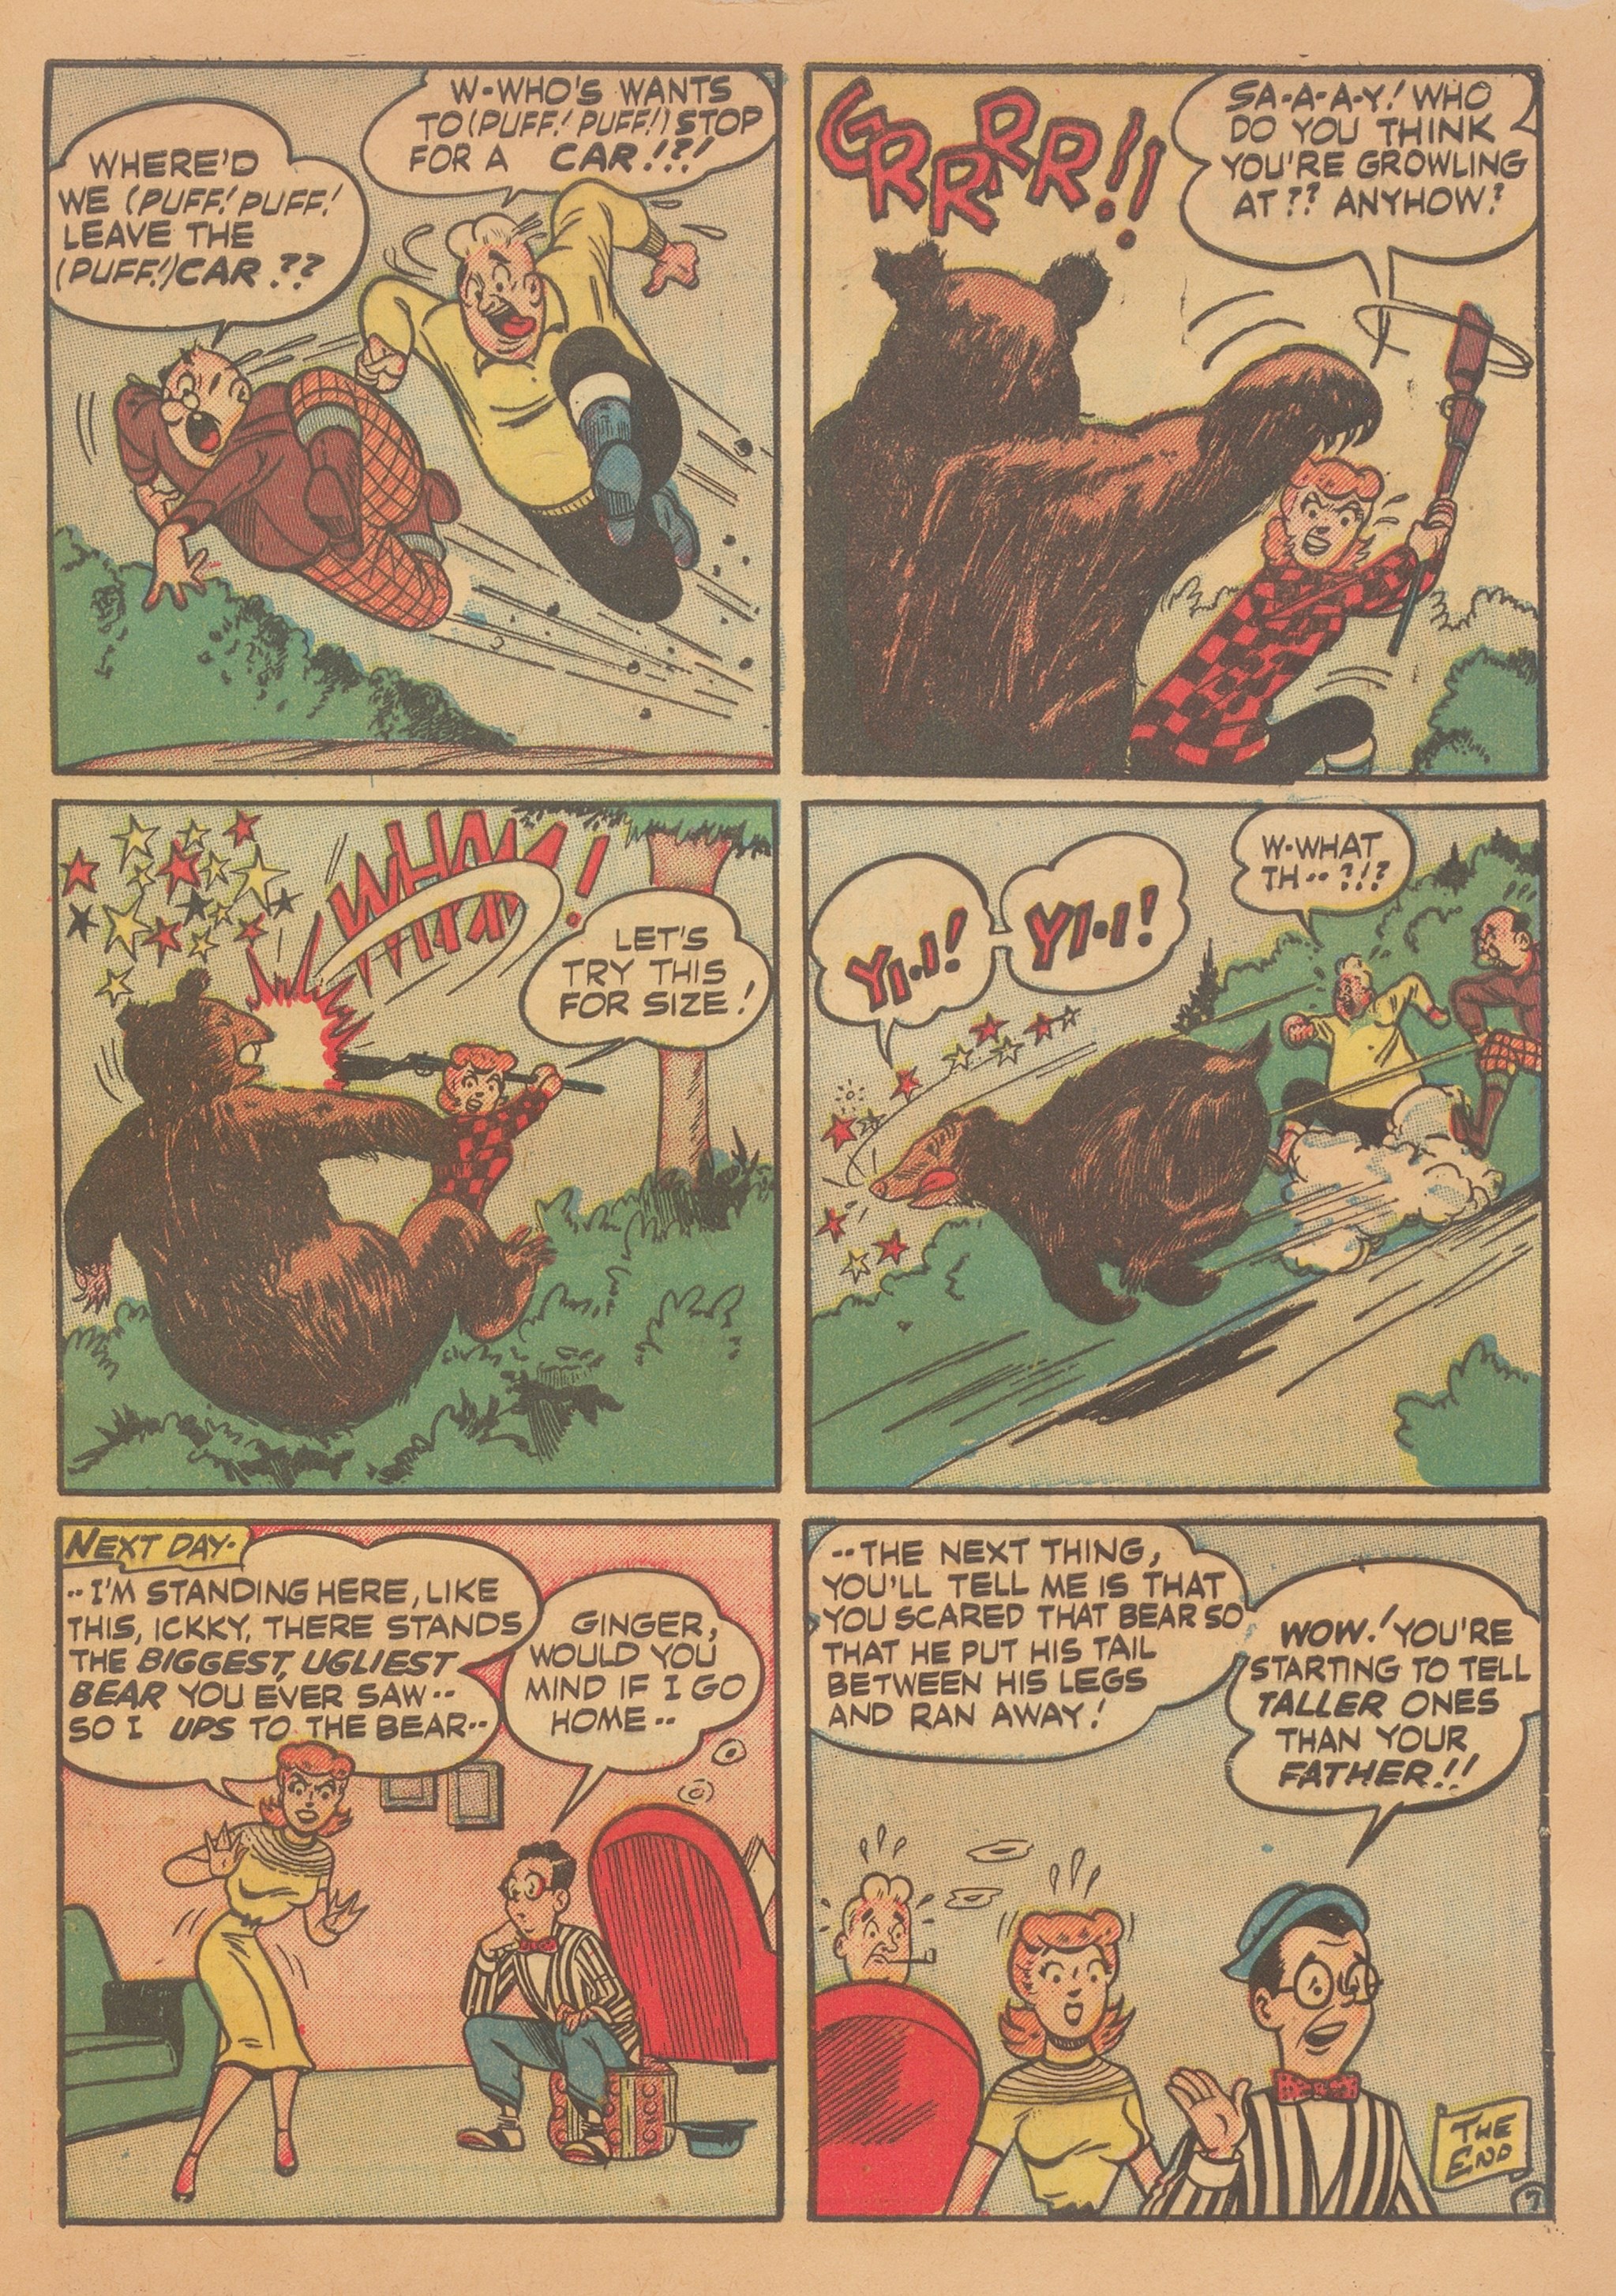 WHERE'D
WE (PUFF! PUFF!
LEAVE THE
(PUFF!) CAR ??
W-WHO'S WANTS
TO (PUFF! PUFF!) STOP
FOR A CAR!?!
GRRRRR!!
SA-A-A-Y! WHO
DO YOU THINK
YOU'RE GROWLING
AT?? ANYHOW?
WHAM!
LET'S
TRY THIS
FOR SIZE!
YI-I!
YI-I!
W-WHAT
TH--?!?
NEXT DAY-
--I'M STANDING HERE, LIKE
THIS, ICKKY, THERE STANDS
THE BIGGEST, UGLIEST
BEAR YOU EVER SAW--
SO I UPS TO THE BEAR--
GINGER,
WOULD YOU
MIND IF I GO
HOME--
--THE NEXT THING,
YOU'LL TELL ME IS THAT
YOU SCARED THAT BEAR SO
THAT HE PUT HIS TAIL
BETWEEN HIS LEGS
AND RAN AWAY!
WOW! YOU'RE
STARTING TO TELL
TALLER ONES
THAN YOUR
FATHER!!
THE
END
7